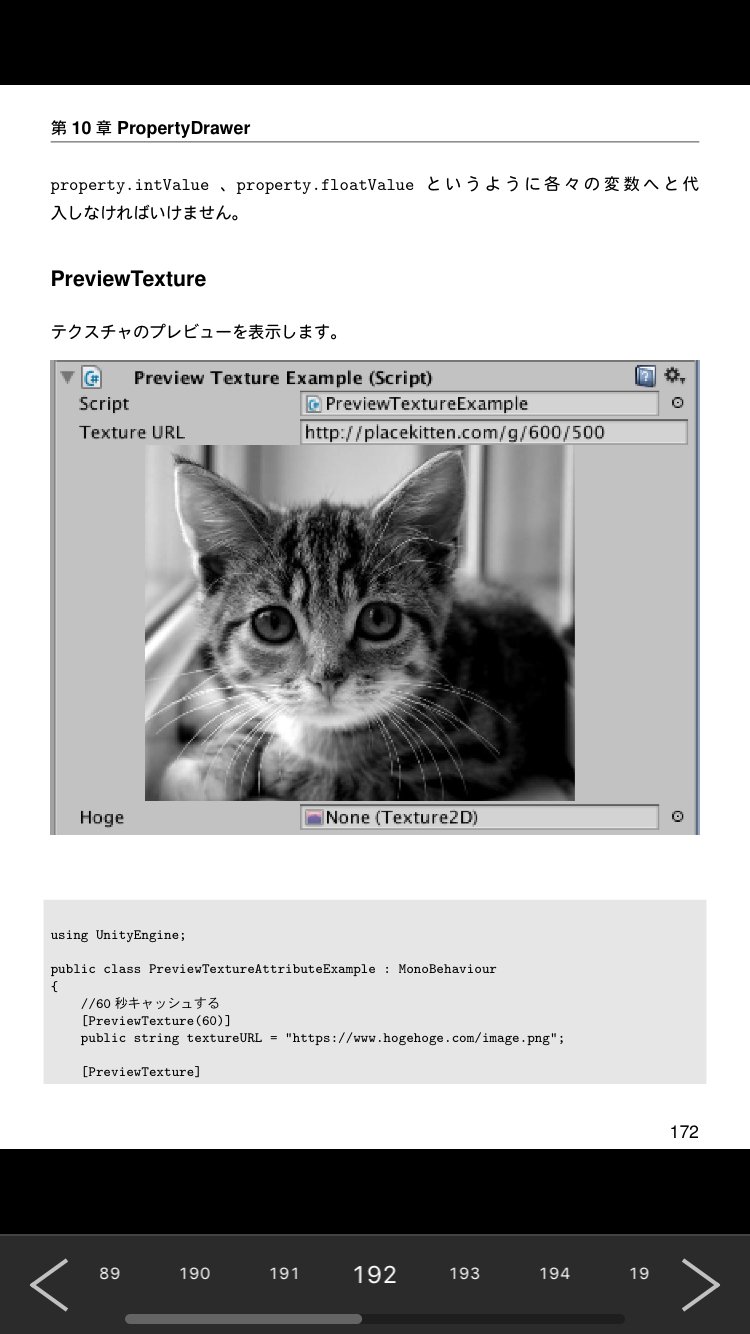 第 10 章 PropertyDrawer
property.intValue 、property.floatValue というように各々の変数へと代
入しなければいけません。
PreviewTexture
テクスチャのプレビューを表示します。
Preview Texture Example (Script)
Script PreviewTextureExample
Texture URL http://placekitten.com/g/600/500
Hoge None (Texture2D)
using UnityEngine;
public class PreviewTextureAttributeExample : MonoBehaviour
{
//60 秒キャッシュする
[PreviewTexture(60)]
public string textureURL = "https://www.hogehoge.com/image.png";
[PreviewTexture]
172
89 190 191 192 193 194 19